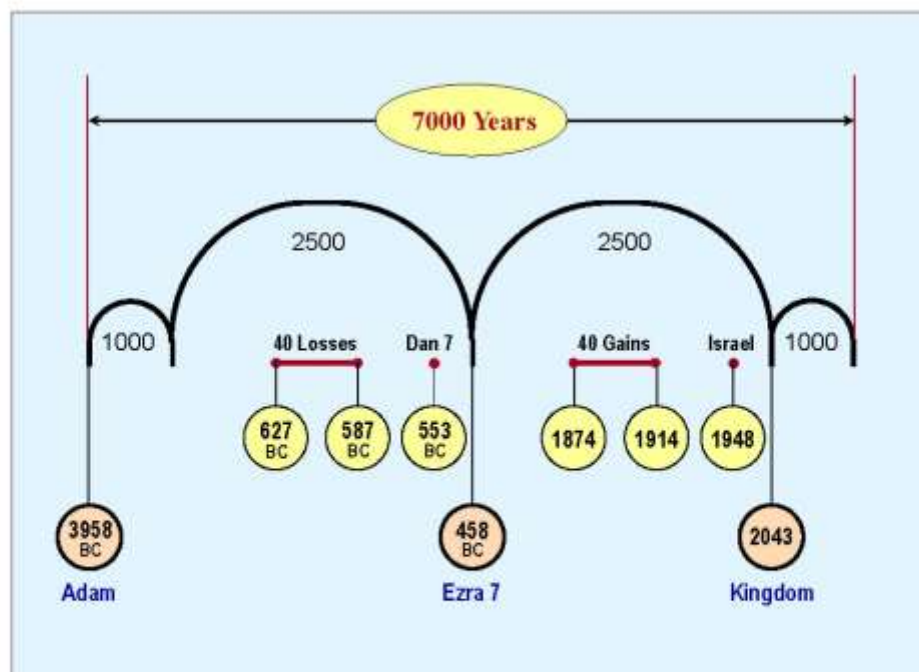 7000 Years
2500
2500
1000
1000
40 Losses
Dan 7
40 Gains
Israel
627
BC
587
BC
553
BC
1874
1914
1948
3958
BC
458
BC
2043
Adam
Ezra 7
Kingdom